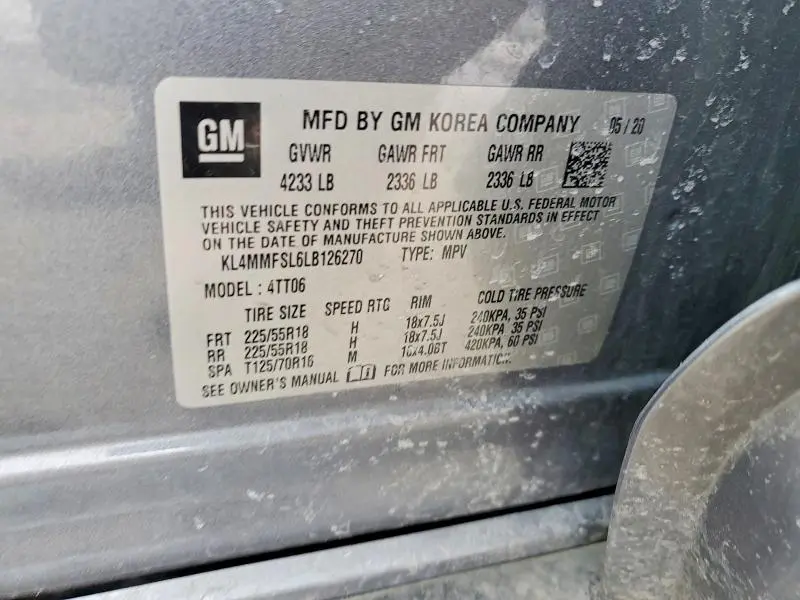 GM MFD BY GM KOREA COMPANY 05 / 20
GVWR GAWR FRT GAWR RR
4233 LB 2336 LB 2336 LB
THIS VEHICLE CONFORMS TO ALL APPLICABLE U.S. FEDERAL MOTOR
VEHICLE SAFETY AND THEFT PREVENTION STANDARDS IN EFFECT
ON THE DATE OF MANUFACTURE SHOWN ABOVE.
KL4MMFSL6LB126270 TYPE: MPV
MODEL : 4TT06
TIRE SIZE SPEED RTG RIM COLD TIRE PRESSURE
FRT 225/55R18 H 18x7.5J 240KPA, 35 PSI
RR 225/55R18 H 18x7.5J 240KPA, 35 PSI
SPA T125/70R16 M 16x4.0BT 420KPA, 60 PSI
SEE OWNER'S MANUAL FOR MORE INFORMATION.